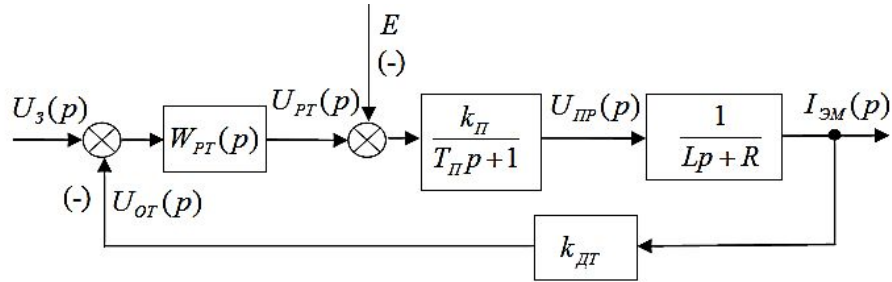 E
(-)
U_З(p)
W_РТ(p)
U_РТ(p)
k_П
T_П p + 1
U_ПР(p)
1
Lp + R
I_ЭМ(p)
(-)
U_ОТ(p)
k_ДТ